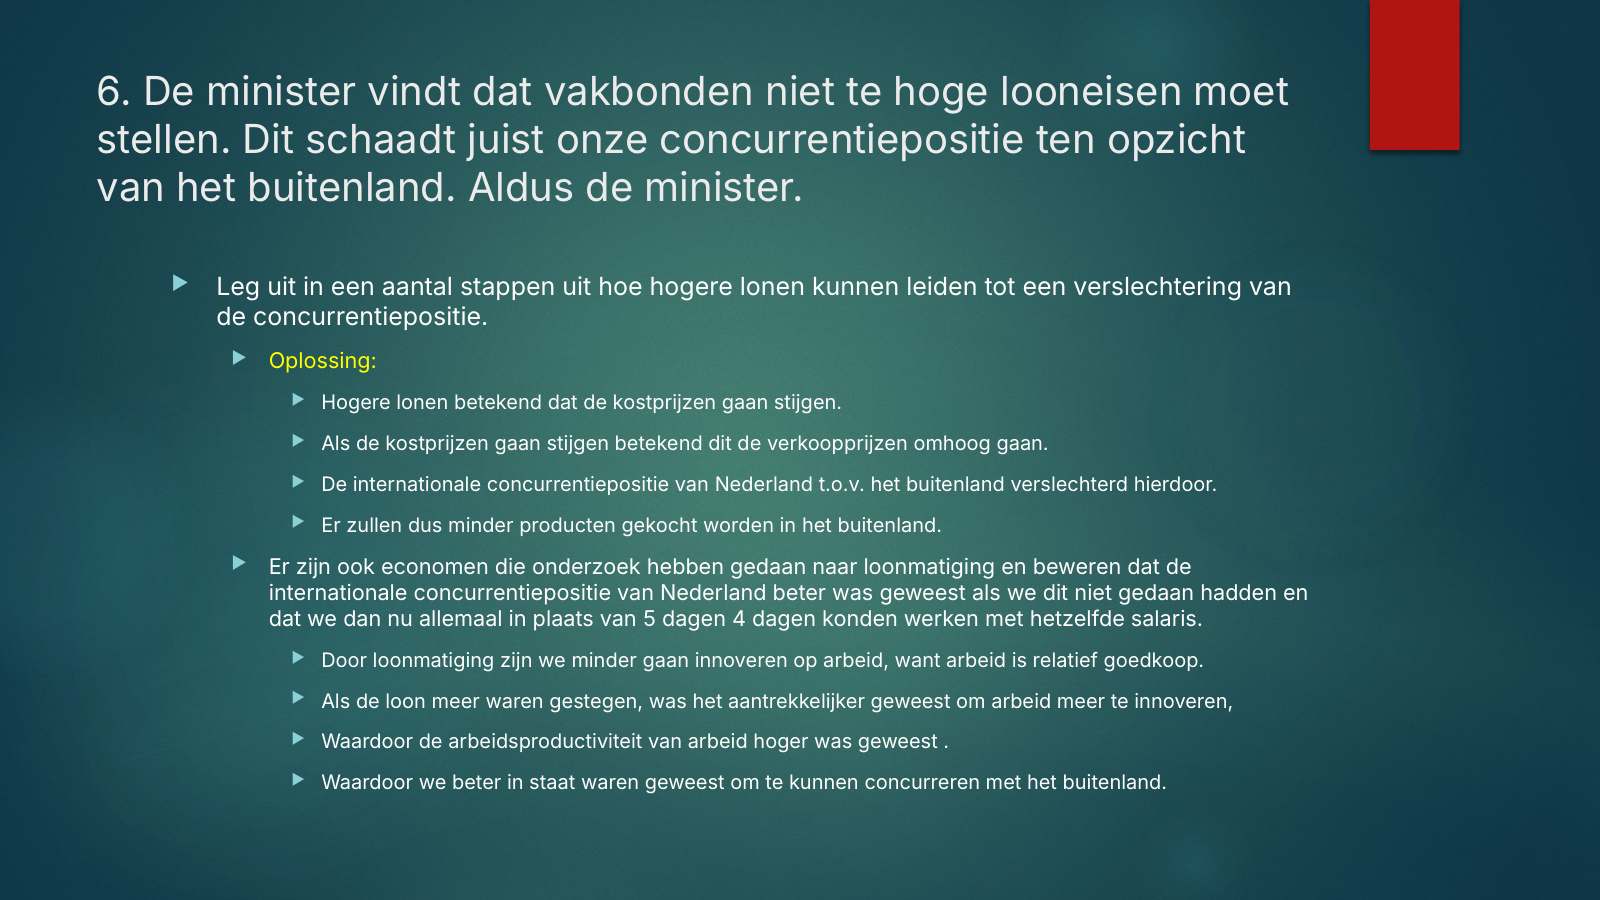 6. De minister vindt dat vakbonden niet te hoge looneisen moet
stellen. Dit schaadt juist onze concurrentiepositie ten opzicht
van het buitenland. Aldus de minister.
Leg uit in een aantal stappen uit hoe hogere lonen kunnen leiden tot een verslechtering van
de concurrentiepositie.
Oplossing:
Hogere lonen betekend dat de kostprijzen gaan stijgen.
Als de kostprijzen gaan stijgen betekend dit de verkoopprijzen omhoog gaan.
De internationale concurrentiepositie van Nederland t.o.v. het buitenland verslechterd hierdoor.
Er zullen dus minder producten gekocht worden in het buitenland.
Er zijn ook economen die onderzoek hebben gedaan naar loonmatiging en beweren dat de
internationale concurrentiepositie van Nederland beter was geweest als we dit niet gedaan hadden en
dat we dan nu allemaal in plaats van 5 dagen 4 dagen konden werken met hetzelfde salaris.
Door loonmatiging zijn we minder gaan innoveren op arbeid, want arbeid is relatief goedkoop.
Als de loon meer waren gestegen, was het aantrekkelijker geweest om arbeid meer te innoveren,
Waardoor de arbeidsproductiviteit van arbeid hoger was geweest .
Waardoor we beter in staat waren geweest om te kunnen concurreren met het buitenland.